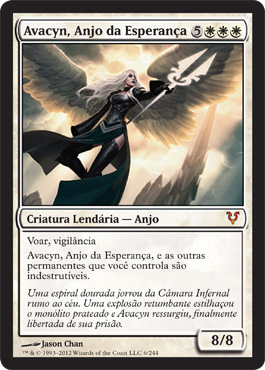 Avacyn, Anjo da Esperança 5
Criatura Lendária — Anjo
Voar, vigilância
Avacyn, Anjo da Esperança, e as outras
permanentes que você controla são
indestrutíveis.
Uma espiral dourada jorrou da Câmara Infernal
rumo ao céu. Uma explosão retumbante estilhaçou
o monólito prateado e Avacyn ressurgiu, finalmente
libertada de sua prisão.
Jason Chan
™ & © 1993–2012 Wizards of the Coast LLC 6/244
8/8